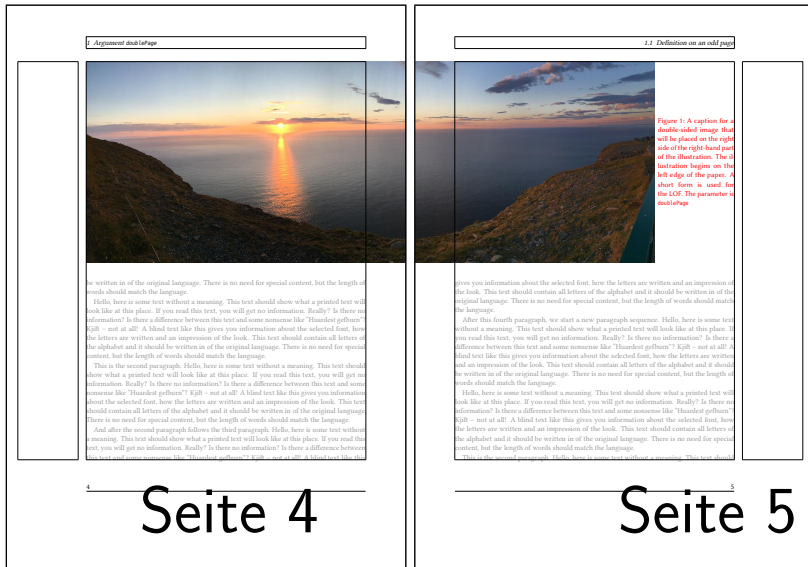 1 Argument doublePage
be written in of the original language. There is no need for special content, but the length of
words should match the language.
Hello, here is some text without a meaning. This text should show what a printed text will
look like at this place. If you read this text, you will get no information. Really? Is there no
information? Is there a difference between this text and some nonsense like “Huardest gefburn”?
Kjift – not at all! A blind text like this gives you information about the selected font, how
the letters are written and an impression of the look. This text should contain all letters of
the alphabet and it should be written in of the original language. There is no need for special
content, but the length of words should match the language.
This is the second paragraph. Hello, here is some text without a meaning. This text should
show what a printed text will look like at this place. If you read this text, you will get no
information. Really? Is there no information? Is there a difference between this text and some
nonsense like “Huardest gefburn”? Kjift – not at all! A blind text like this gives you information
about the selected font, how the letters are written and an impression of the look. This text
should contain all letters of the alphabet and it should be written in of the original language.
There is no need for special content, but the length of words should match the language.
And after the second paragraph follows the third paragraph. Hello, here is some text without
a meaning. This text should show what a printed text will look like at this place. If you read this
text, you will get no information. Really? Is there no information? Is there a difference between
this text and some nonsense like “Huardest gefburn”? Kjift – not at all! A blind text like this
4
Seite 4
1.1 Definition on an odd page
Figure 1: A caption for a
double-sided image that
will be placed on the right
side of the right-hand part
of the illustration. The il-
lustration begins on the
left edge of the paper. A
short form is used for
the LOF. The parameter is
doublePage
gives you information about the selected font, how the letters are written and an impression of
the look. This text should contain all letters of the alphabet and it should be written in of the
original language. There is no need for special content, but the length of words should match
the language.
After this fourth paragraph, we start a new paragraph sequence. Hello, here is some text
without a meaning. This text should show what a printed text will look like at this place. If
you read this text, you will get no information. Really? Is there no information? Is there a
difference between this text and some nonsense like “Huardest gefburn”? Kjift – not at all! A
blind text like this gives you information about the selected font, how the letters are written
and an impression of the look. This text should contain all letters of the alphabet and it should
be written in of the original language. There is no need for special content, but the length of
words should match the language.
Hello, here is some text without a meaning. This text should show what a printed text will
look like at this place. If you read this text, you will get no information. Really? Is there no
information? Is there a difference between this text and some nonsense like “Huardest gefburn”?
Kjift – not at all! A blind text like this gives you information about the selected font, how
the letters are written and an impression of the look. This text should contain all letters of
the alphabet and it should be written in of the original language. There is no need for special
content, but the length of words should match the language.
This is the second paragraph. Hello, here is some text without a meaning. This text should
5
Seite 5